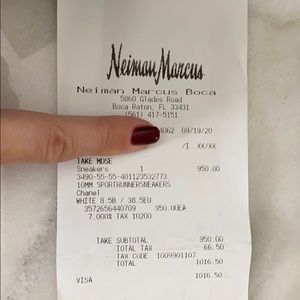 Neiman Marcus
Neiman Marcus Boca
5860 Glades Road
Boca Raton, FL 33431
(561) 417-5151
4062 09/19/20
/I XX/XX
TAKE MDSE
Sneakers 1 950.00
3490-55-55-401123532773
10MM SPORTRUNNERSNEAKERS
Chanel
WHITE 8.5B / 38.5EU
3572656440709 950.00EA
7.000% TAX 10200
TAKE SUBTOTAL 950.00
TOTAL TAX 66.50
TAX CODE 1009901107
TOTAL 1016.50
VISA 1016.50